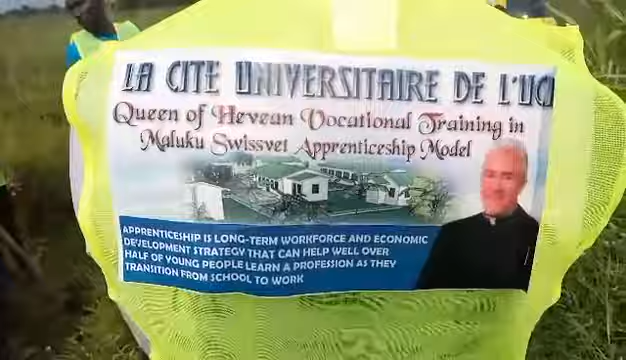 LA CITE UNIVERSITAIRE DE L'UCI
Queen of Hevean Vocational Training in
Maluku Swissvet Apprenticeship Model
APPRENTICESHIP IS LONG-TERM WORKFORCE AND ECONOMIC
DEVELOPMENT STRATEGY THAT CAN HELP WELL OVER
HALF OF YOUNG PEOPLE LEARN A PROFESSION AS THEY
TRANSITION FROM SCHOOL TO WORK